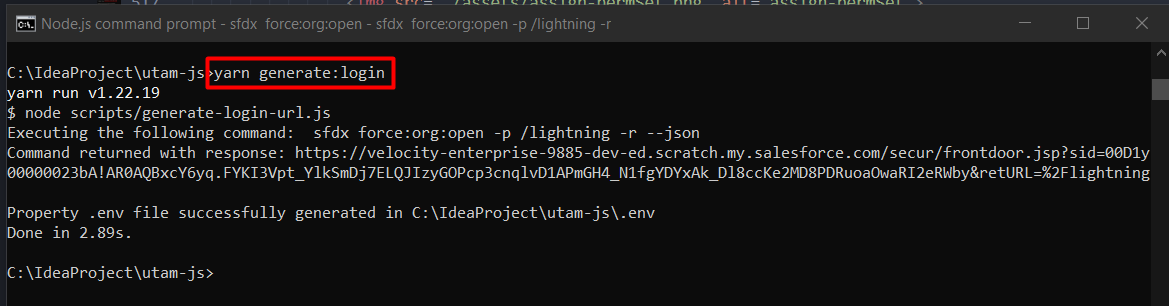 Node.js command prompt - sfdx force:org:open - sfdx force:org:open -p /lightning -r
C:\IdeaProject\utam-js>yarn generate:login
yarn run v1.22.19
$ node scripts/generate-login-url.js
Executing the following command:  sfdx force:org:open -p /lightning -r --json
Command returned with response: https://velocity-enterprise-9885-dev-ed.scratch.my.salesforce.com/secur/frontdoor.jsp?sid=00D1y
00000023bA!AR0AQBxcY6yq.FYKI3Vpt_YlkSmDj7ELQJIzyGOPcp3cnqlvD1APmGH4_N1fgYDYxAk_Dl8ccKe2MD8PDRuoaOwaRI2eRWby&retURL=%2Flightning
Property .env file successfully generated in C:\IdeaProject\utam-js\.env
Done in 2.89s.
C:\IdeaProject\utam-js>